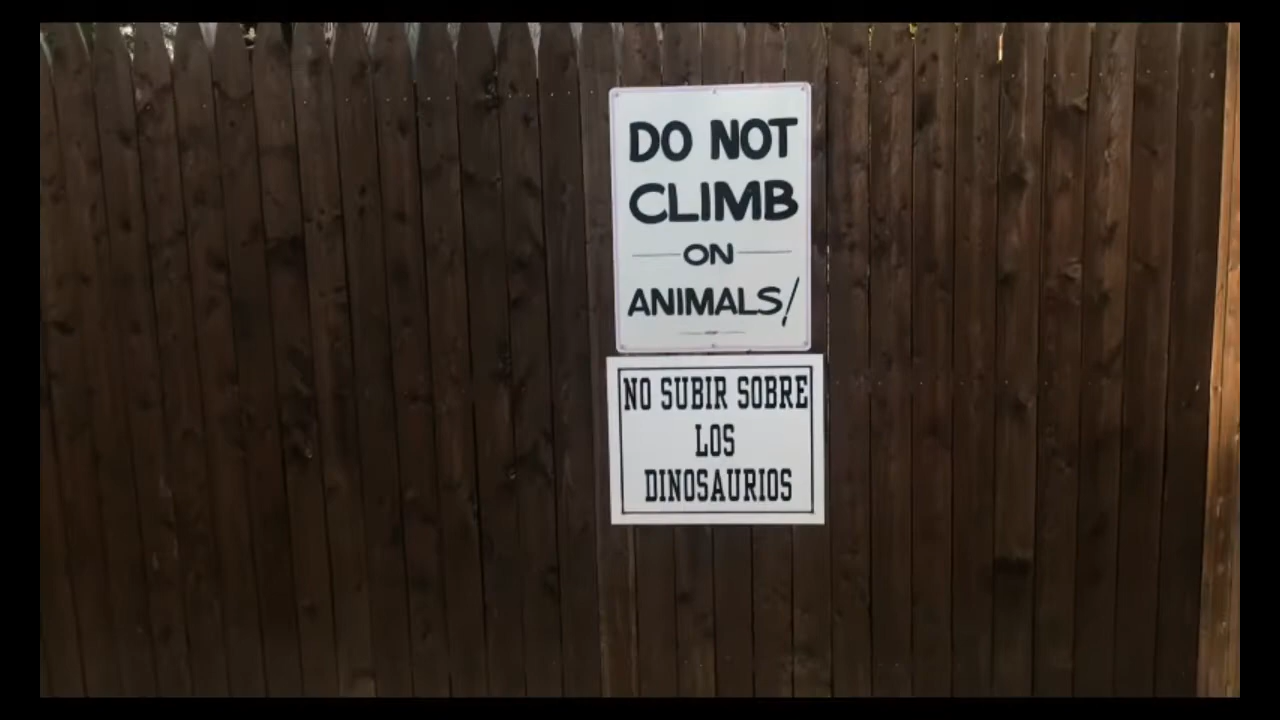 DO NOT
CLIMB
ON
ANIMALS!
NO SUBIR SOBRE
LOS
DINOSAURIOS